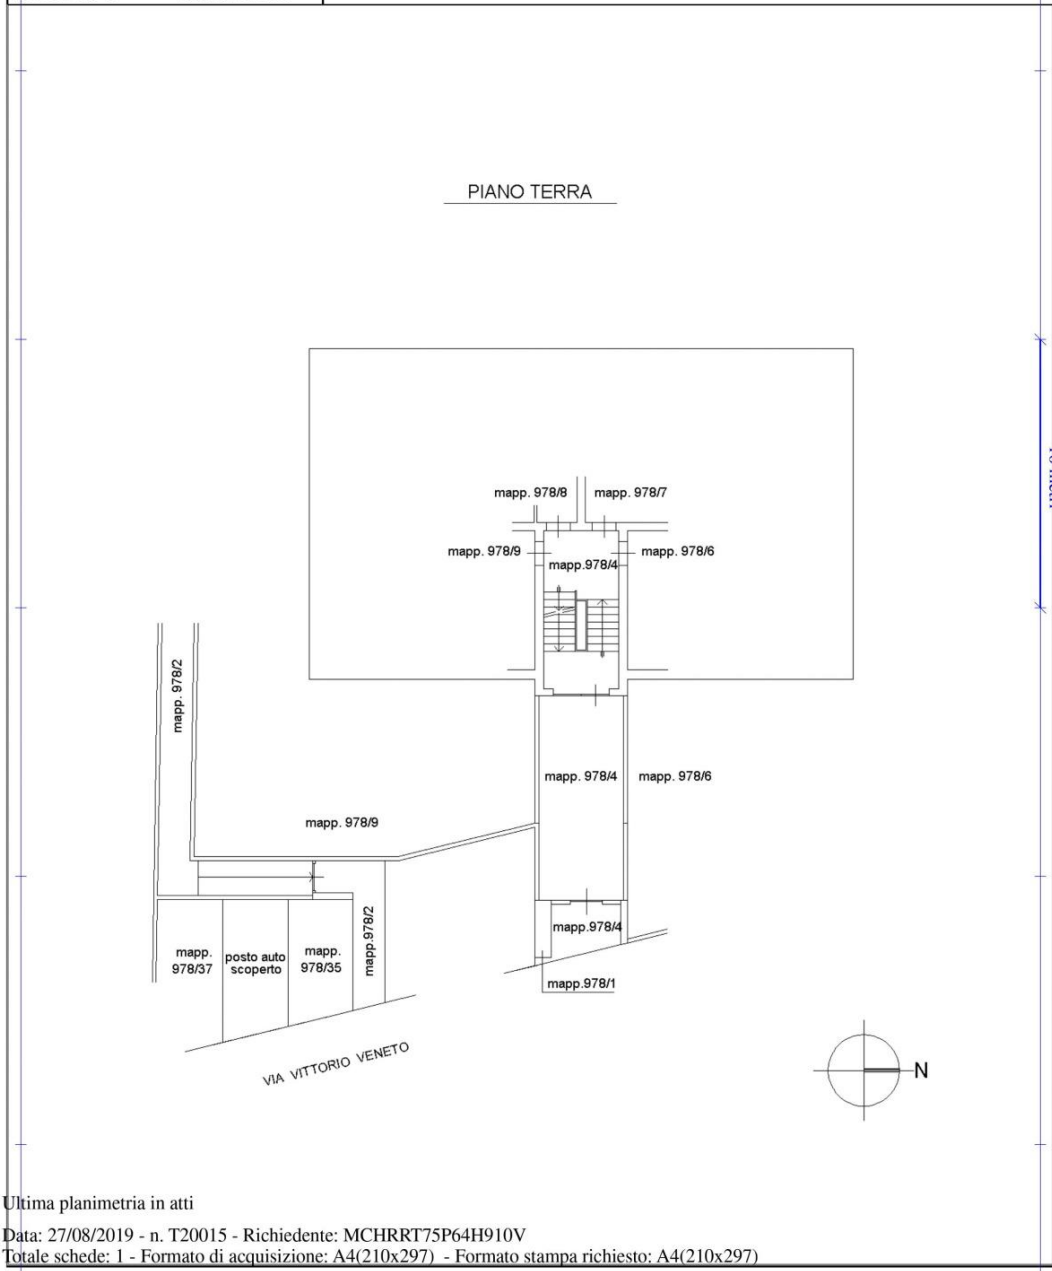 PIANO TERRA
mapp. 978/8
mapp. 978/7
mapp. 978/9
mapp. 978/6
mapp.978/4
mapp. 978/2
mapp. 978/4
mapp. 978/6
mapp. 978/9
mapp.978/2
mapp.978/4
mapp.
978/37
posto auto
scoperto
mapp.
978/35
mapp.978/1
VIA VITTORIO VENETO
N
Ultima planimetria in atti
Data: 27/08/2019 - n. T20015 - Richiedente: MCHRRT75P64H910V
Totale schede: 1 - Formato di acquisizione: A4(210x297) - Formato stampa richiesto: A4(210x297)